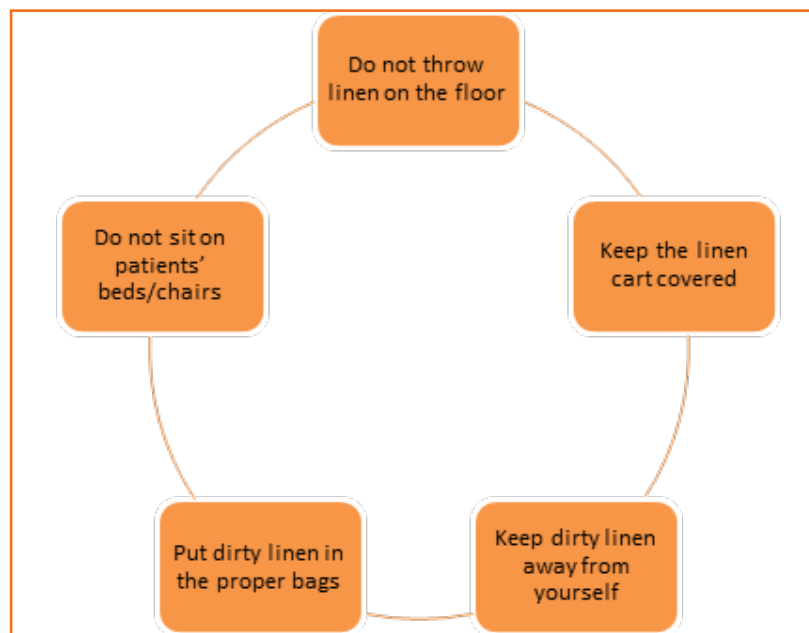 Do not throw
linen on the floor
Keep the linen
cart covered
Keep dirty linen
away from
yourself
Put dirty linen in
the proper bags
Do not sit on
patients’
beds/chairs